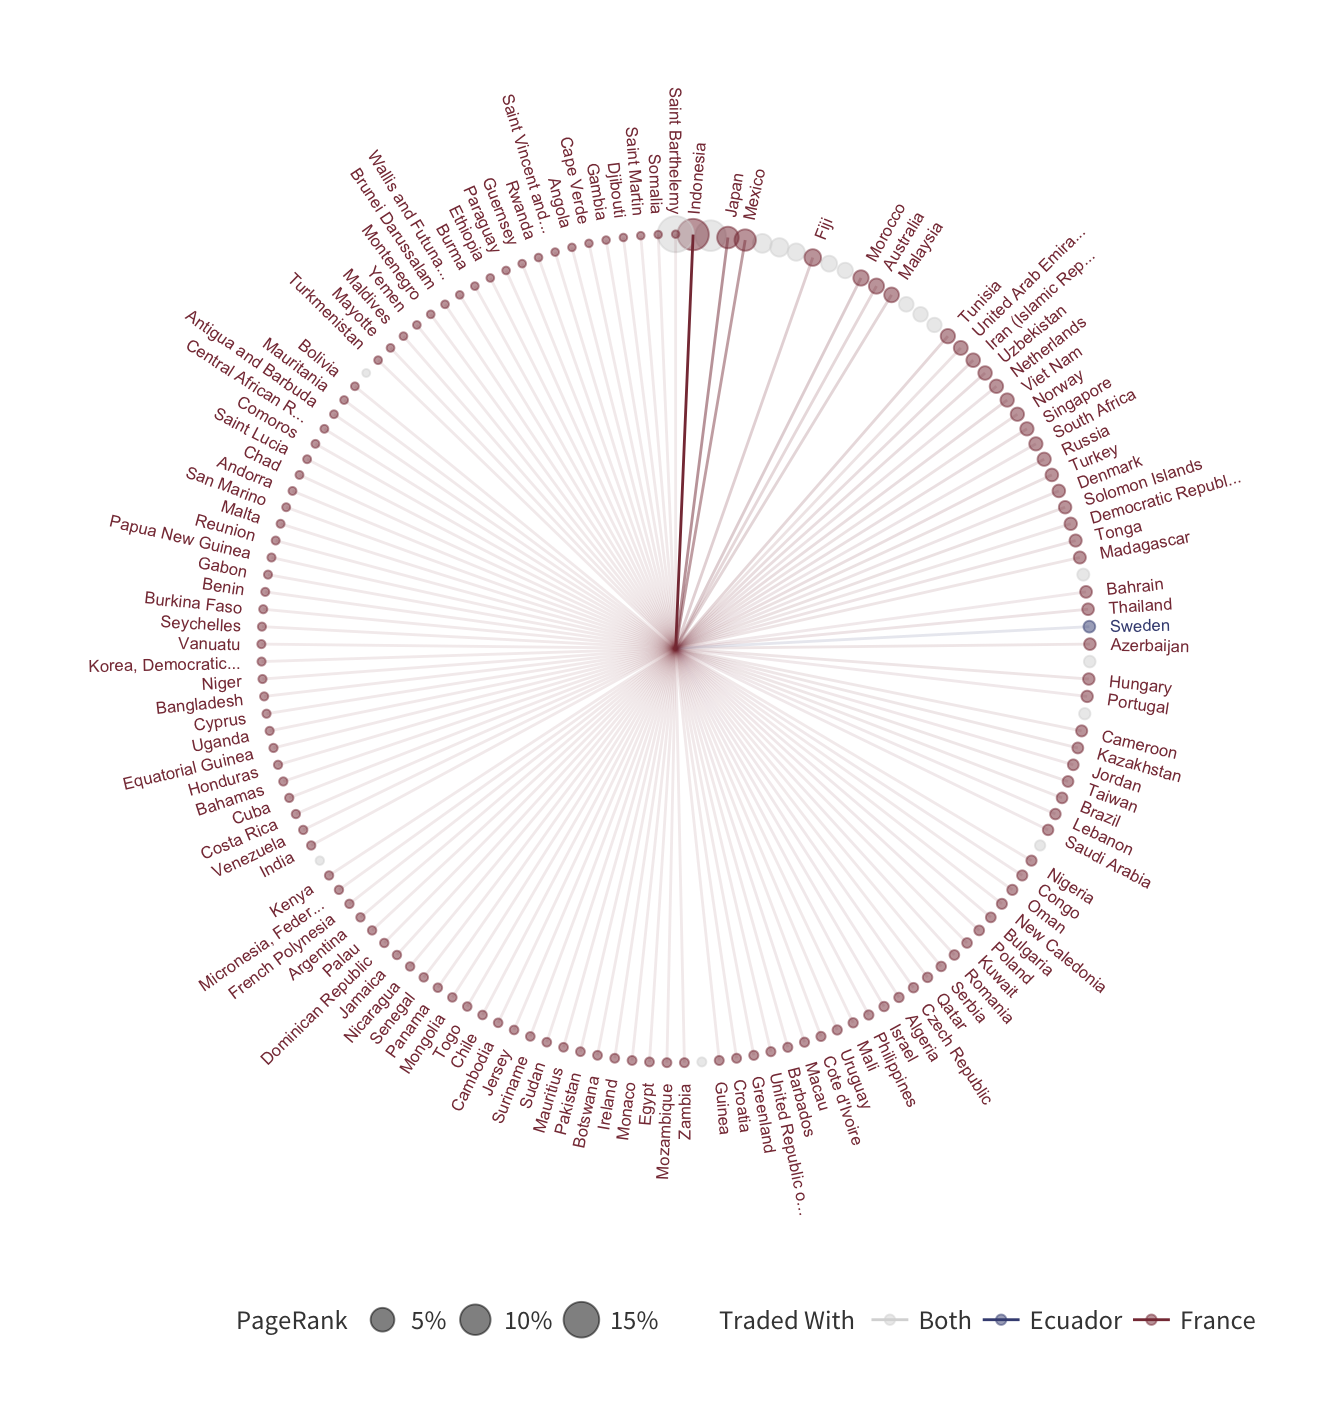 Saint Barthelemy
Indonesia
Japan
Mexico
Fiji
Morocco
Australia
Malaysia
Tunisia
United Arab Emira...
Iran (Islamic Rep...
Uzbekistan
Netherlands
Viet Nam
Norway
Singapore
South Africa
Russia
Turkey
Denmark
Solomon Islands
Democratic Republ...
Tonga
Madagascar
Bahrain
Thailand
Sweden
Azerbaijan
Hungary
Portugal
Cameroon
Kazakhstan
Jordan
Taiwan
Brazil
Lebanon
Saudi Arabia
Nigeria
Congo
Oman
New Caledonia
Bulgaria
Poland
Kuwait
Romania
Serbia
Qatar
Czech Republic
Algeria
Israel
Philippines
Mali
Uruguay
Cote d'Ivoire
Macau
Barbados
United Republic o...
Greenland
Croatia
Guinea
Zambia
Mozambique
Egypt
Monaco
Ireland
Botswana
Pakistan
Mauritius
Sudan
Suriname
Jersey
Cambodia
Chile
Togo
Mongolia
Panama
Senegal
Nicaragua
Jamaica
Dominican Republic
Palau
Argentina
French Polynesia
Micronesia, Feder...
Kenya
India
Venezuela
Costa Rica
Cuba
Bahamas
Honduras
Equatorial Guinea
Uganda
Cyprus
Bangladesh
Niger
Korea, Democratic...
Vanuatu
Seychelles
Burkina Faso
Benin
Gabon
Papua New Guinea
Reunion
Malta
San Marino
Andorra
Chad
Saint Lucia
Comoros
Central African R...
Antigua and Barbuda
Mauritania
Bolivia
Turkmenistan
Mayotte
Maldives
Yemen
Montenegro
Brunei Darussalam
Wallis and Futuna...
Burma
Ethiopia
Paraguay
Guernsey
Rwanda
Saint Vincent and...
Angola
Cape Verde
Gambia
Djibouti
Saint Martin
Somalia
PageRank 5% 10% 15% Traded With Both Ecuador France